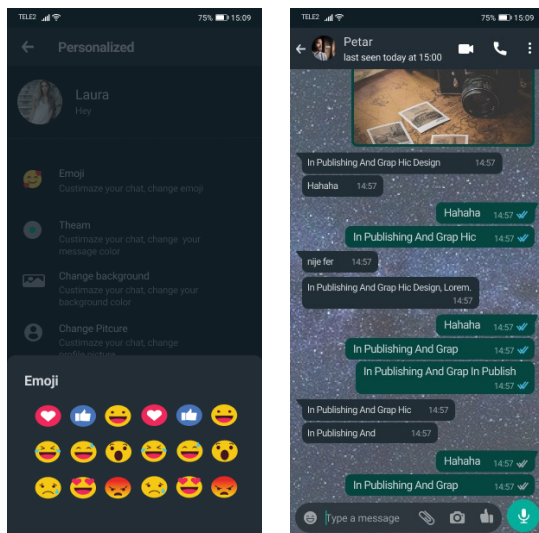 TELE2 75% 15:09
Personalized
Laura
Hey
Emoji
Custimaze your chat, change emoji
Theam
Custimaze your chat, change your
message color
Change background
Custimaze your chat, change your
background color
Change Pitcure
Custimaze your chat, change
profile picture
Emoji
TELE2 75% 15:09
Petar
last seen today at 15:00
In Publishing And Grap Hic Design 14:57
Hahaha 14:57
Hahaha 14:57
In Publishing And Grap Hic 14:57
nije fer 14:57
In Publishing And Grap Hic Design, Lorem.
14:57
Hahaha 14:57
In Publishing And Grap 14:57
In Publishing And Grap In Publish
14:57
In Publishing And Grap Hic 14:57
In Publishing And 14:57
Hahaha 14:57
In Publishing And Grap 14:57
Type a message